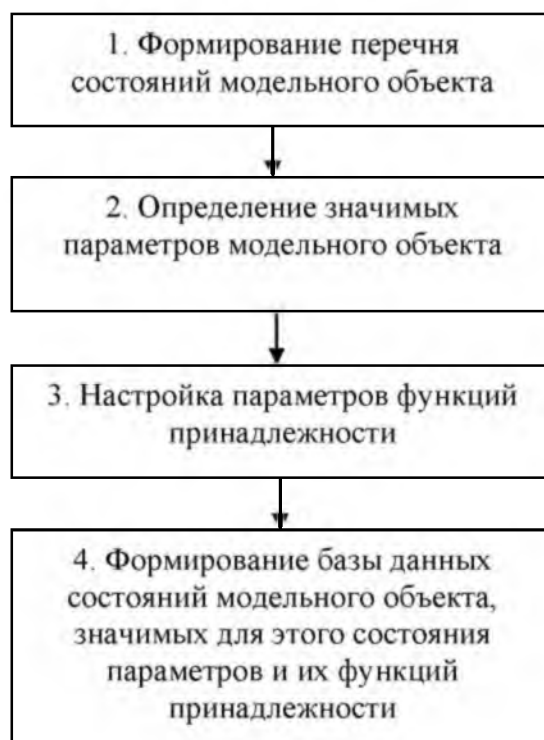 1. Формирование перечня
состояний модельного объекта
2. Определение значимых
параметров модельного объекта
3. Настройка параметров функций
принадлежности
4. Формирование базы данных
состояний модельного объекта,
значимых для этого состояния
параметров и их функций
принадлежности